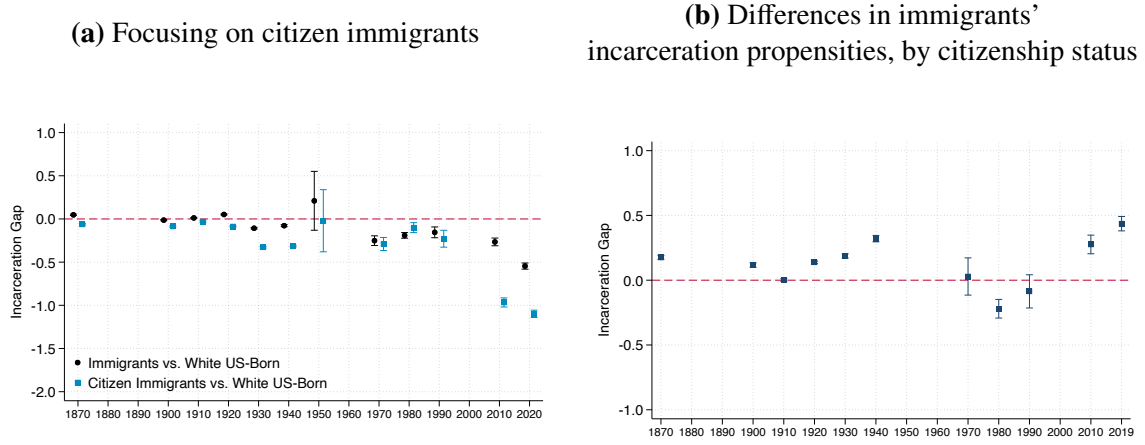 (a) Focusing on citizen immigrants
1.0
0.5
0.0
-0.5
-1.0
-1.5
-2.0
Incarceration Gap
Immigrants vs. White US-Born
Citizen Immigrants vs. White US-Born
1870 1880 1890 1900 1910 1920 1930 1940 1950 1960 1970 1980 1990 2000 2010 2020
(b) Differences in immigrants’
incarceration propensities, by citizenship status
1.0
0.5
0.0
-0.5
-1.0
Incarceration Gap
1870 1880 1890 1900 1910 1920 1930 1940 1950 1960 1970 1980 1990 2000 2010 2019